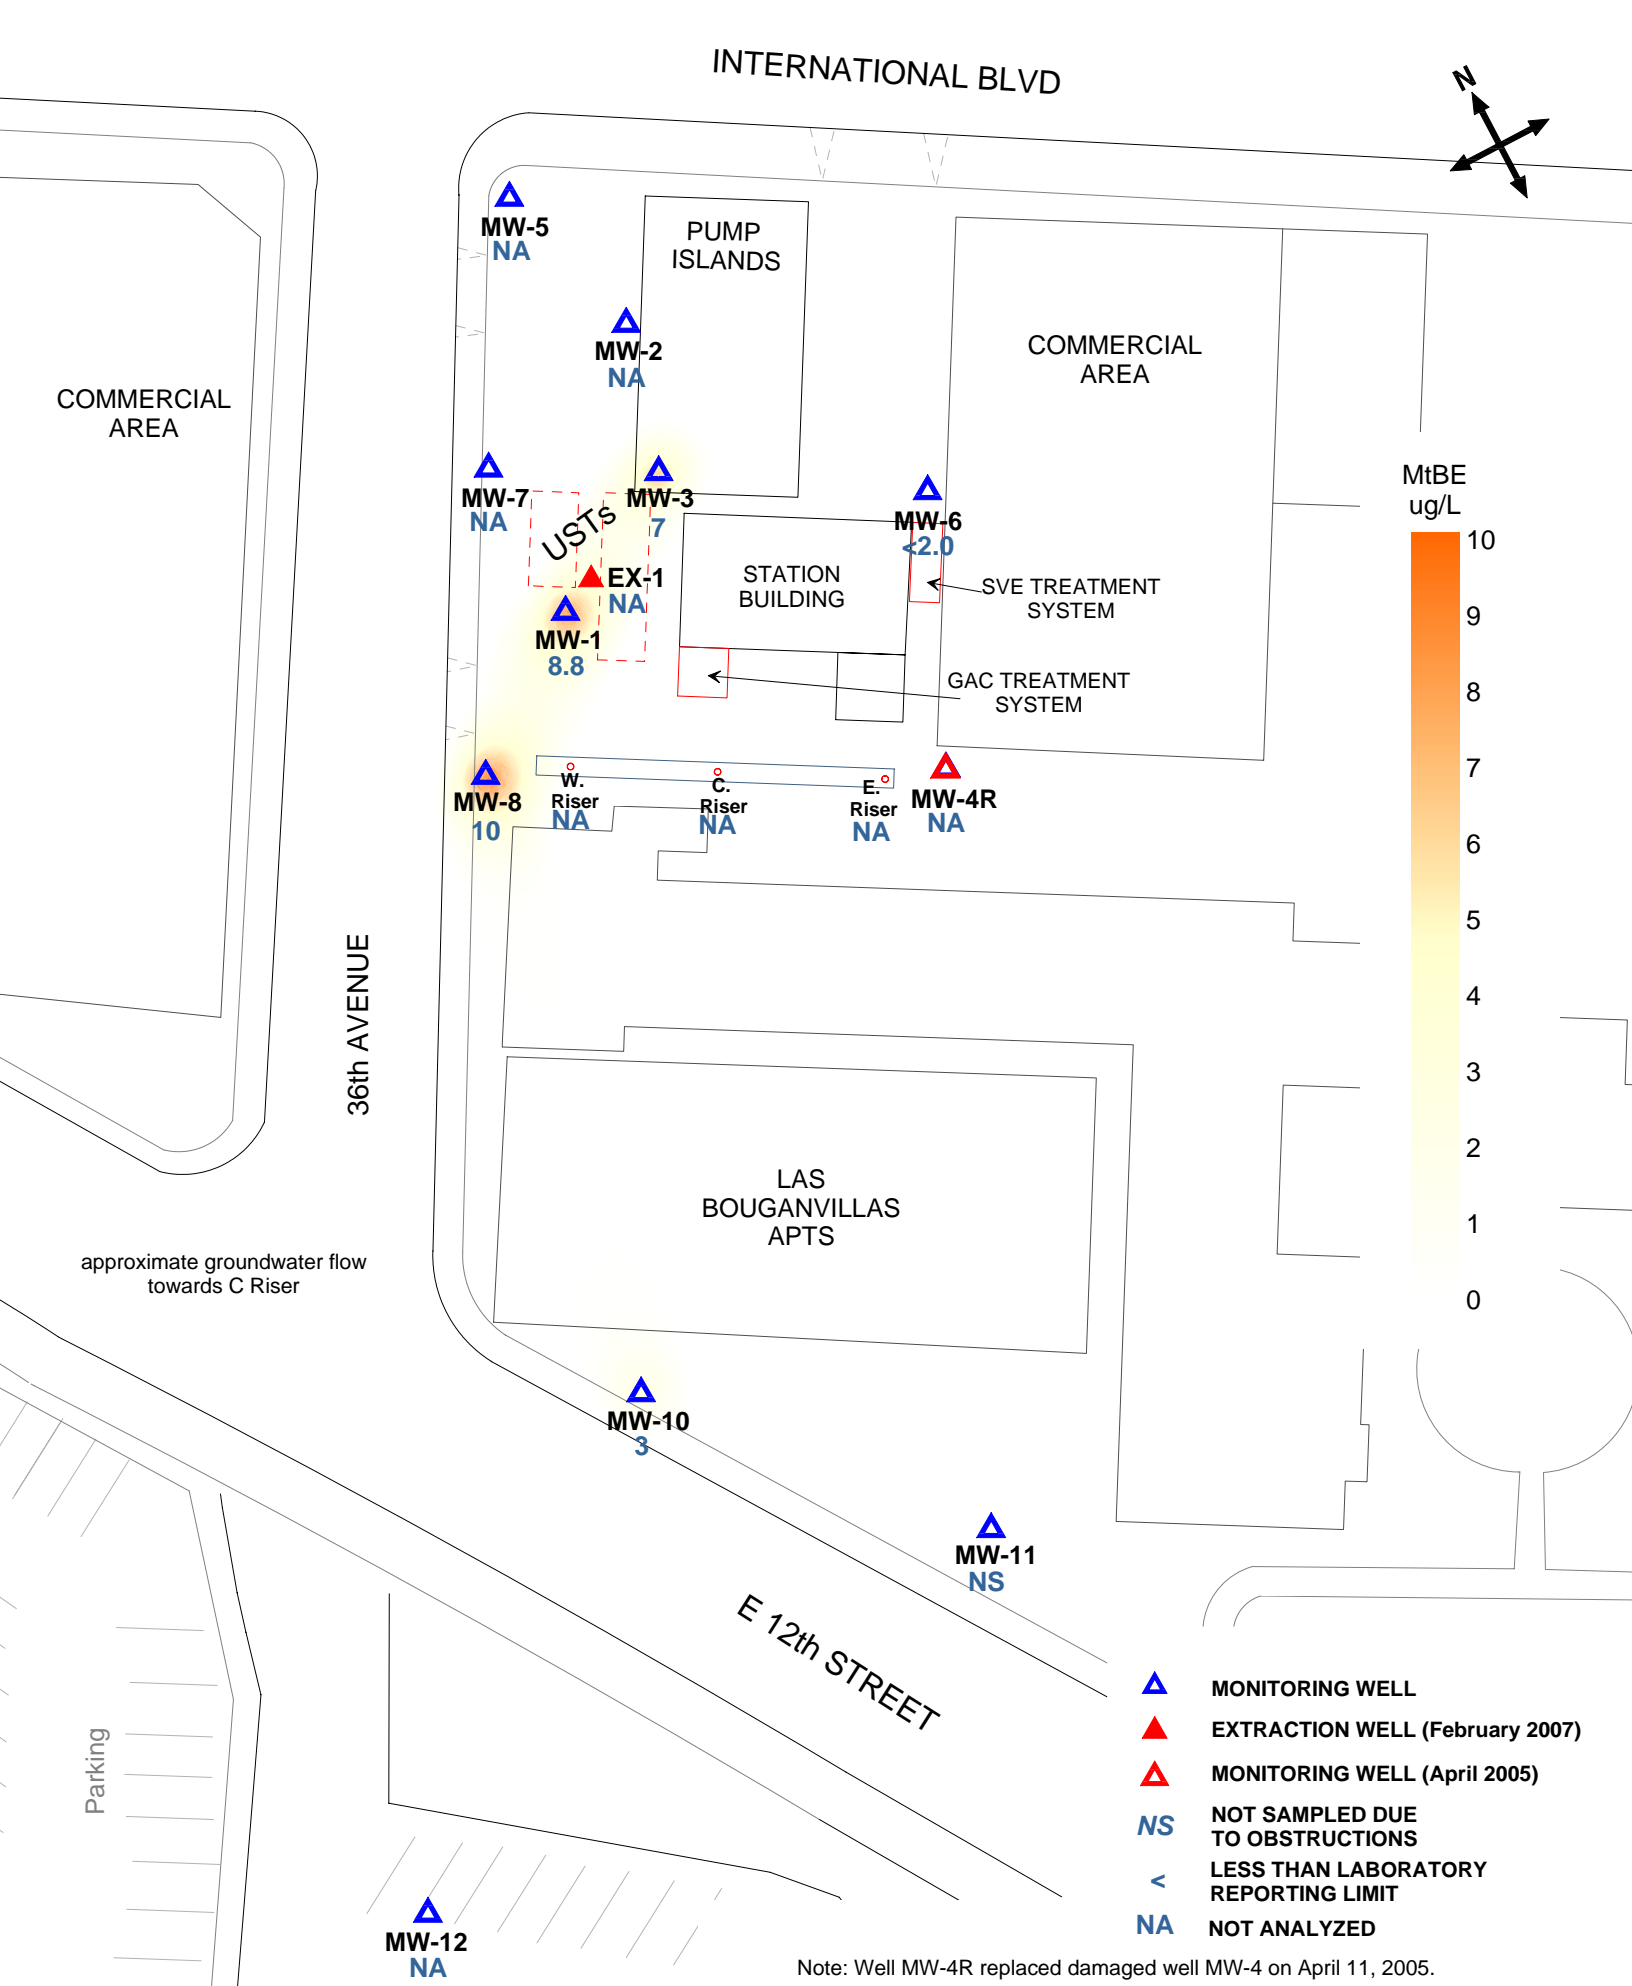 INTERNATIONAL BLVD
N
MW-5
NA
PUMP
ISLANDS
MW-2
NA
COMMERCIAL
AREA
COMMERCIAL
AREA
MtBE
ug/L
10
9
8
7
6
5
4
3
2
1
0
MW-7
NA
USTs
MW-3
7
MW-6
<2.0
EX-1
NA
STATION
BUILDING
SVE TREATMENT
SYSTEM
MW-1
8.8
GAC TREATMENT
SYSTEM
MW-8
10
W.
Riser
NA
C.
Riser
NA
E.
Riser
NA
MW-4R
NA
36th AVENUE
LAS
BOUGANVILLAS
APTS
approximate groundwater flow
towards C Riser
MW-10
3
MW-11
NS
E 12th STREET
Parking
MW-12
NA
MONITORING WELL
EXTRACTION WELL (February 2007)
MONITORING WELL (April 2005)
NS NOT SAMPLED DUE
TO OBSTRUCTIONS
< LESS THAN LABORATORY
REPORTING LIMIT
NA NOT ANALYZED
Note: Well MW-4R replaced damaged well MW-4 on April 11, 2005.